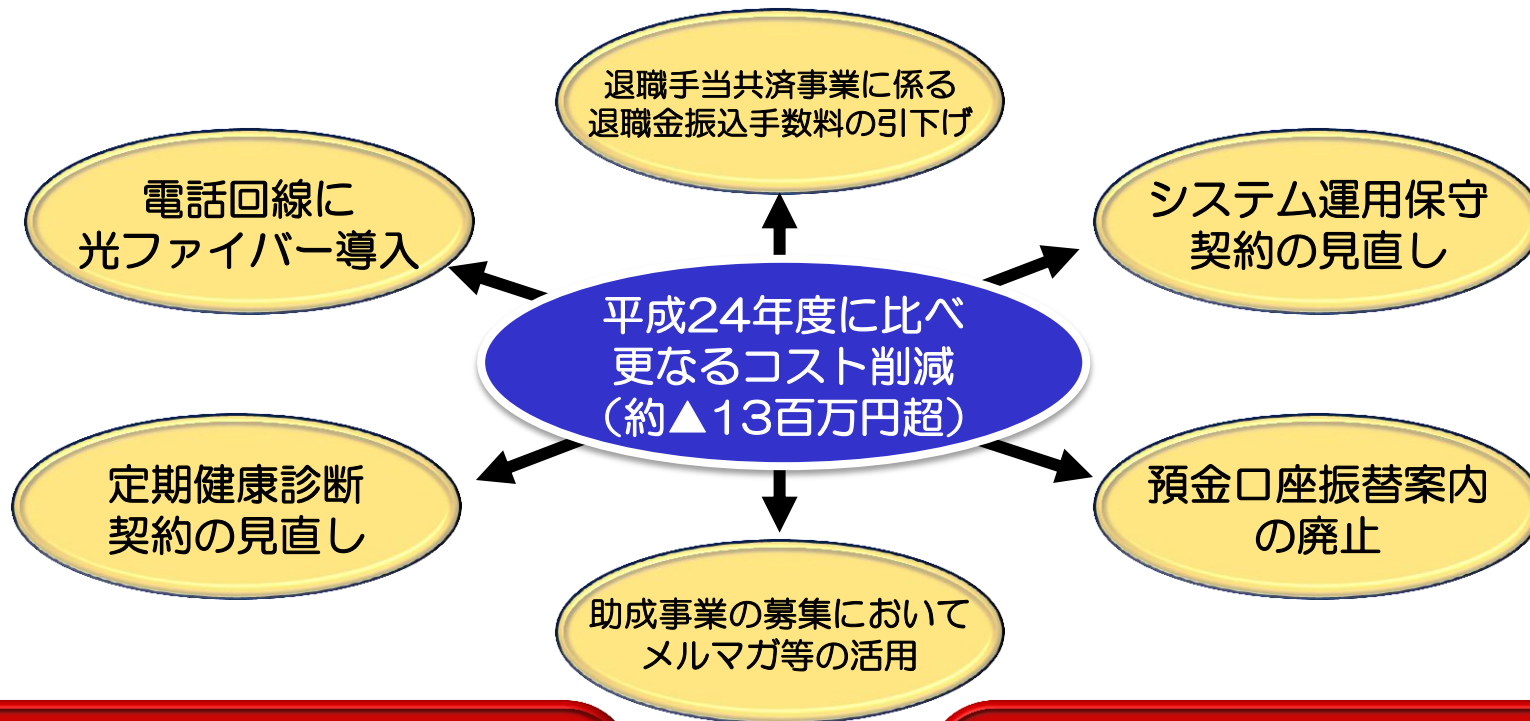 退職手当共済事業に係る
退職金振込手数料の引下げ
電話回線に
光ファイバー導入
システム運用保守
契約の見直し
平成24年度に比べ
更なるコスト削減
（約▲13百万円超）
定期健康診断
契約の見直し
預金口座振替案内
の廃止
助成事業の募集において
メルマガ等の活用